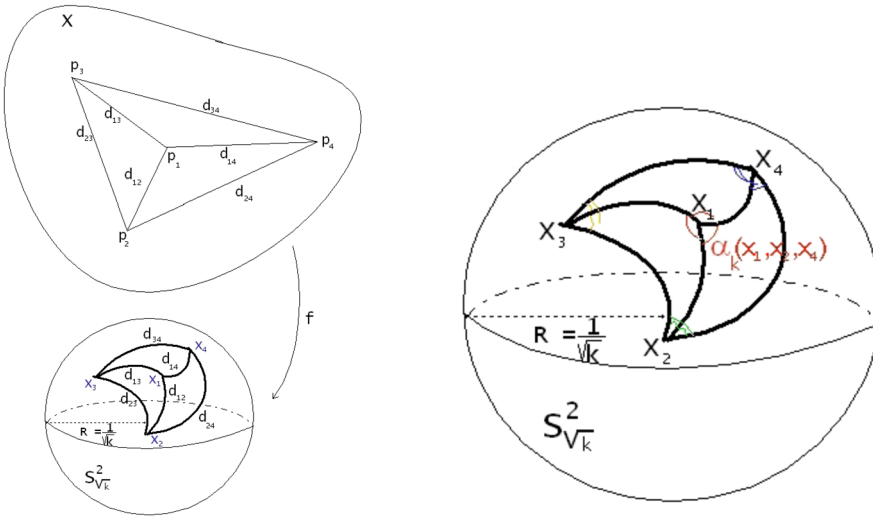 X
p3
d34
d13
d23
p4
p1
d14
d12
d24
p2
f
d34
x4
d14
x3
d13
x1
d12
d23
d24
R = 1/√k
x2
S²√k
x4
x1
x3
αk(x1,x2,x4)
R = 1/√k
x2
S²√k